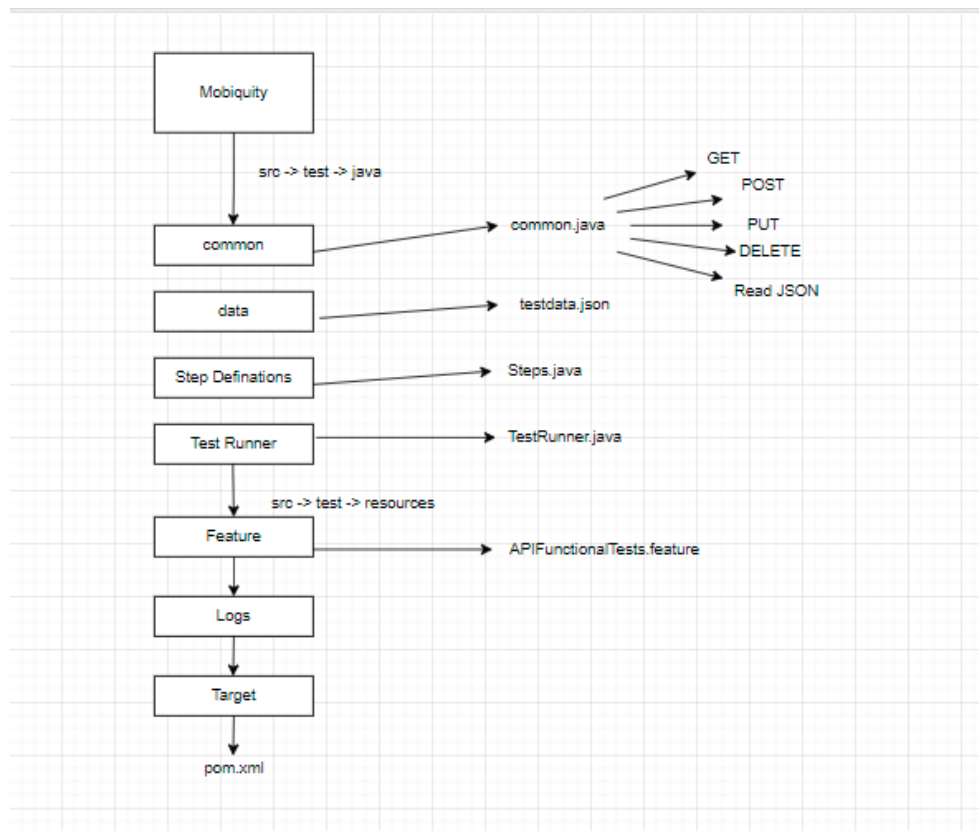 Mobiquity
src -> test -> java
GET
POST
common
common.java
PUT
DELETE
Read JSON
data
testdata.json
Step Definations
Steps.java
Test Runner
TestRunner.java
src -> test -> resources
Feature
APIFunctionalTests.feature
Logs
Target
pom.xml